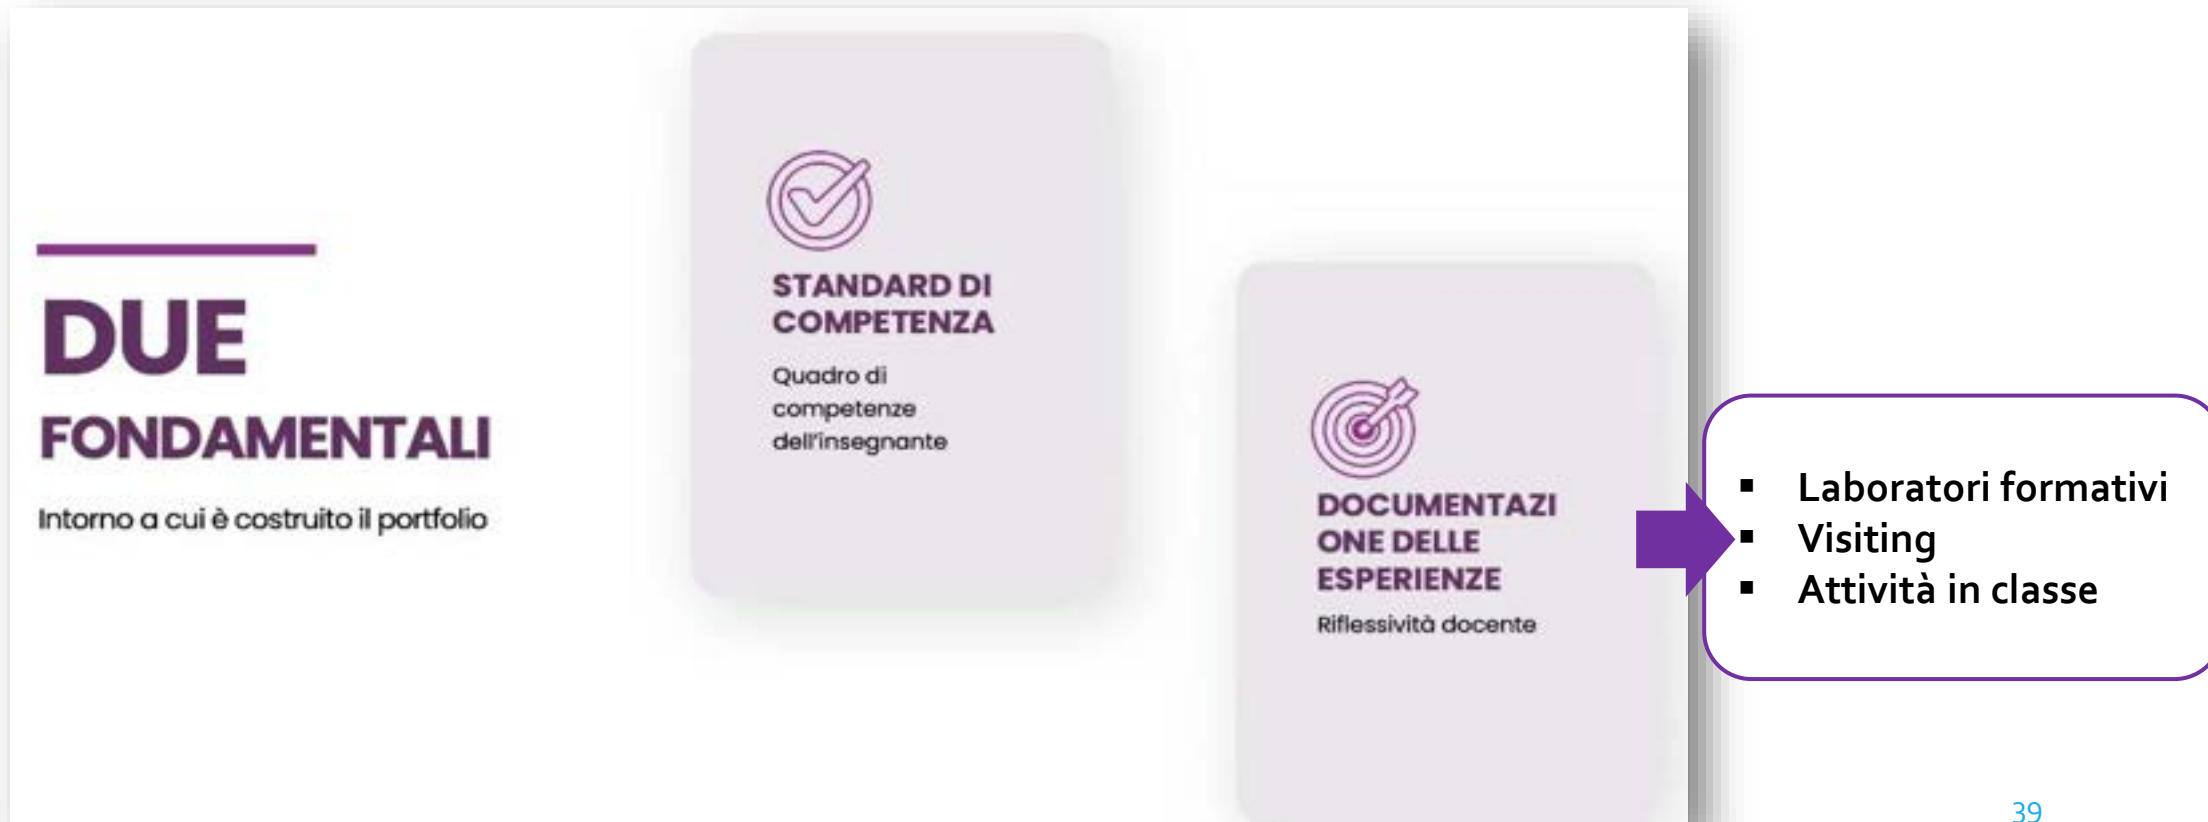 DUE
FONDAMENTALI
Intorno a cui è costruito il portfolio
STANDARD DI
COMPETENZA
Quadro di
competenze
dell'insegnante
DOCUMENTAZI
ONE DELLE
ESPERIENZE
Riflessività docente
▪ Laboratori formativi
▪ Visiting
▪ Attività in classe
39